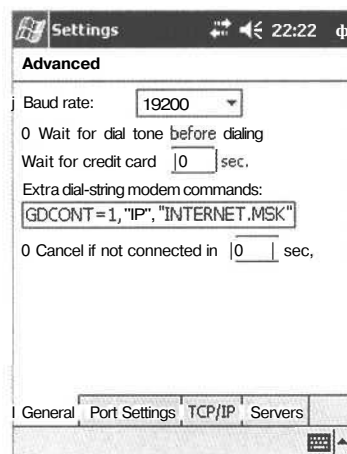 Settings 22:22 ф
Advanced
j Baud rate: 19200
0 Wait for dial tone before dialing
Wait for credit card |0 sec.
Extra dial-string modem commands:
GDCONT=1,"IP","INTERNET.MSK"
0 Cancel if not connected in |0 | sec,
l General Port Settings TCP/IP Servers